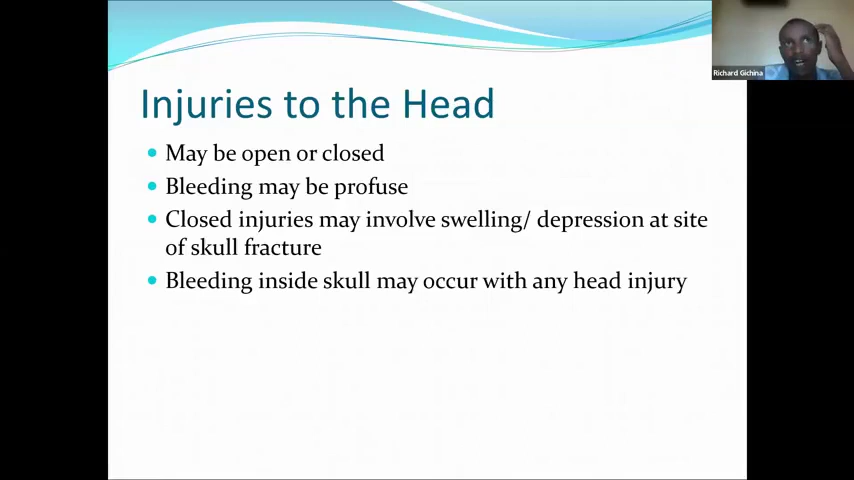 Richard Gichina
Injuries to the Head
May be open or closed
Bleeding may be profuse
Closed injuries may involve swelling/ depression at site
of skull fracture
Bleeding inside skull may occur with any head injury